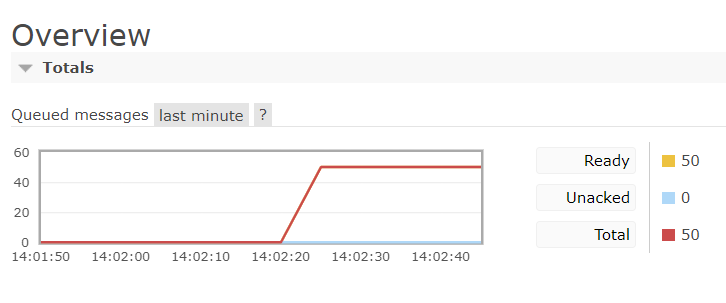 Overview
Totals
Queued messages last minute ?
60
40
20
0
14:01:50 14:02:00 14:02:10 14:02:20 14:02:30 14:02:40
Ready 50
Unacked 0
Total 50